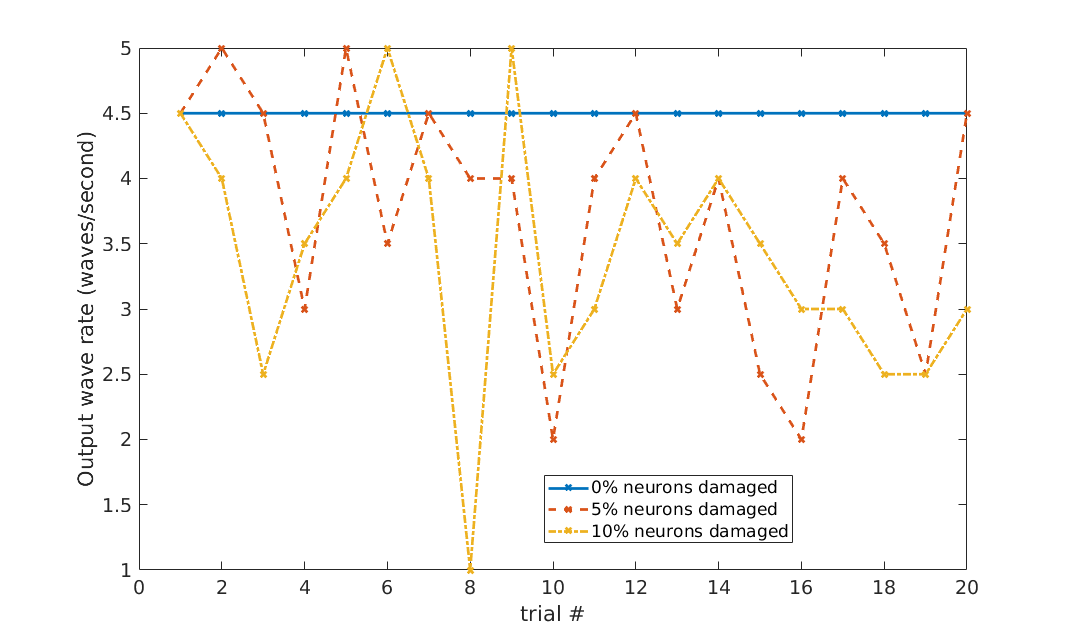 5
4.5
4
3.5
3
2.5
2
1.5
1
Output wave rate (waves/second)
0% neurons damaged
5% neurons damaged
10% neurons damaged
0 2 4 6 8 10 12 14 16 18 20
trial #